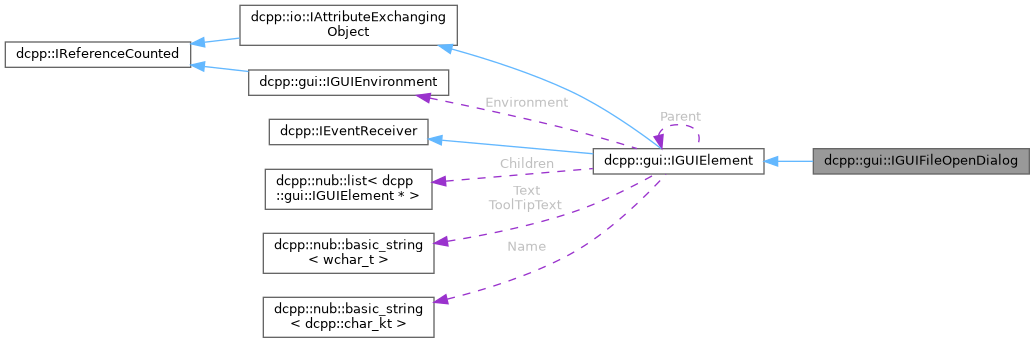 dcpp::io::IAttributeExchanging
Object
dcpp::IReferenceCounted
dcpp::gui::IGUIEnvironment
Environment
Parent
dcpp::IEventReceiver
dcpp::gui::IGUIElement
dcpp::gui::IGUIFileOpenDialog
Children
dcpp::nub::list< dcpp
::gui::IGUIElement * >
Text
ToolTipText
dcpp::nub::basic_string
< wchar_t >
Name
dcpp::nub::basic_string
< dcpp::char_kt >